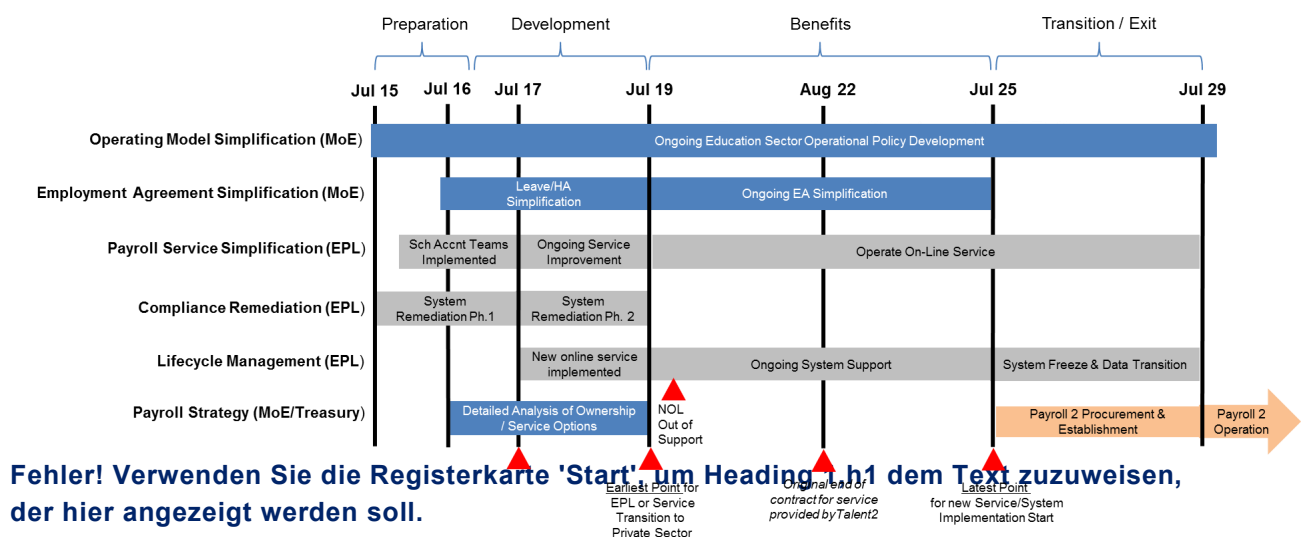 Preparation
Development
Benefits
Transition / Exit
Jul 15
Jul 16
Jul 17
Jul 19
Aug 22
Jul 25
Jul 29
Operating Model Simplification (MoE)
Ongoing Education Sector Operational Policy Development
Employment Agreement Simplification (MoE)
Leave/HA
Simplification
Ongoing EA Simplification
Payroll Service Simplification (EPL)
Sch Accnt Teams
Implemented
Ongoing Service
Improvement
Operate On-Line Service
Compliance Remediation (EPL)
System
Remediation Ph.1
System
Remediation Ph. 2
Lifecycle Management (EPL)
New online service
implemented
Ongoing System Support
System Freeze & Data Transition
Payroll Strategy (MoE/Treasury)
Detailed Analysis of Ownership
/ Service Options
NOL
Out of
Support
Payroll 2 Procurement &
Establishment
Payroll 2
Operation
Fehler! Verwenden Sie die Registerkarte 'Start', um Heading 1,h1 dem Text zuzuweisen,
der hier angezeigt werden soll.
Earliest Point for
EPL or Service
Transition to
Private Sector
Original end of
contract for service
provided by Talent2
Latest Point
for new Service/System
Implementation Start